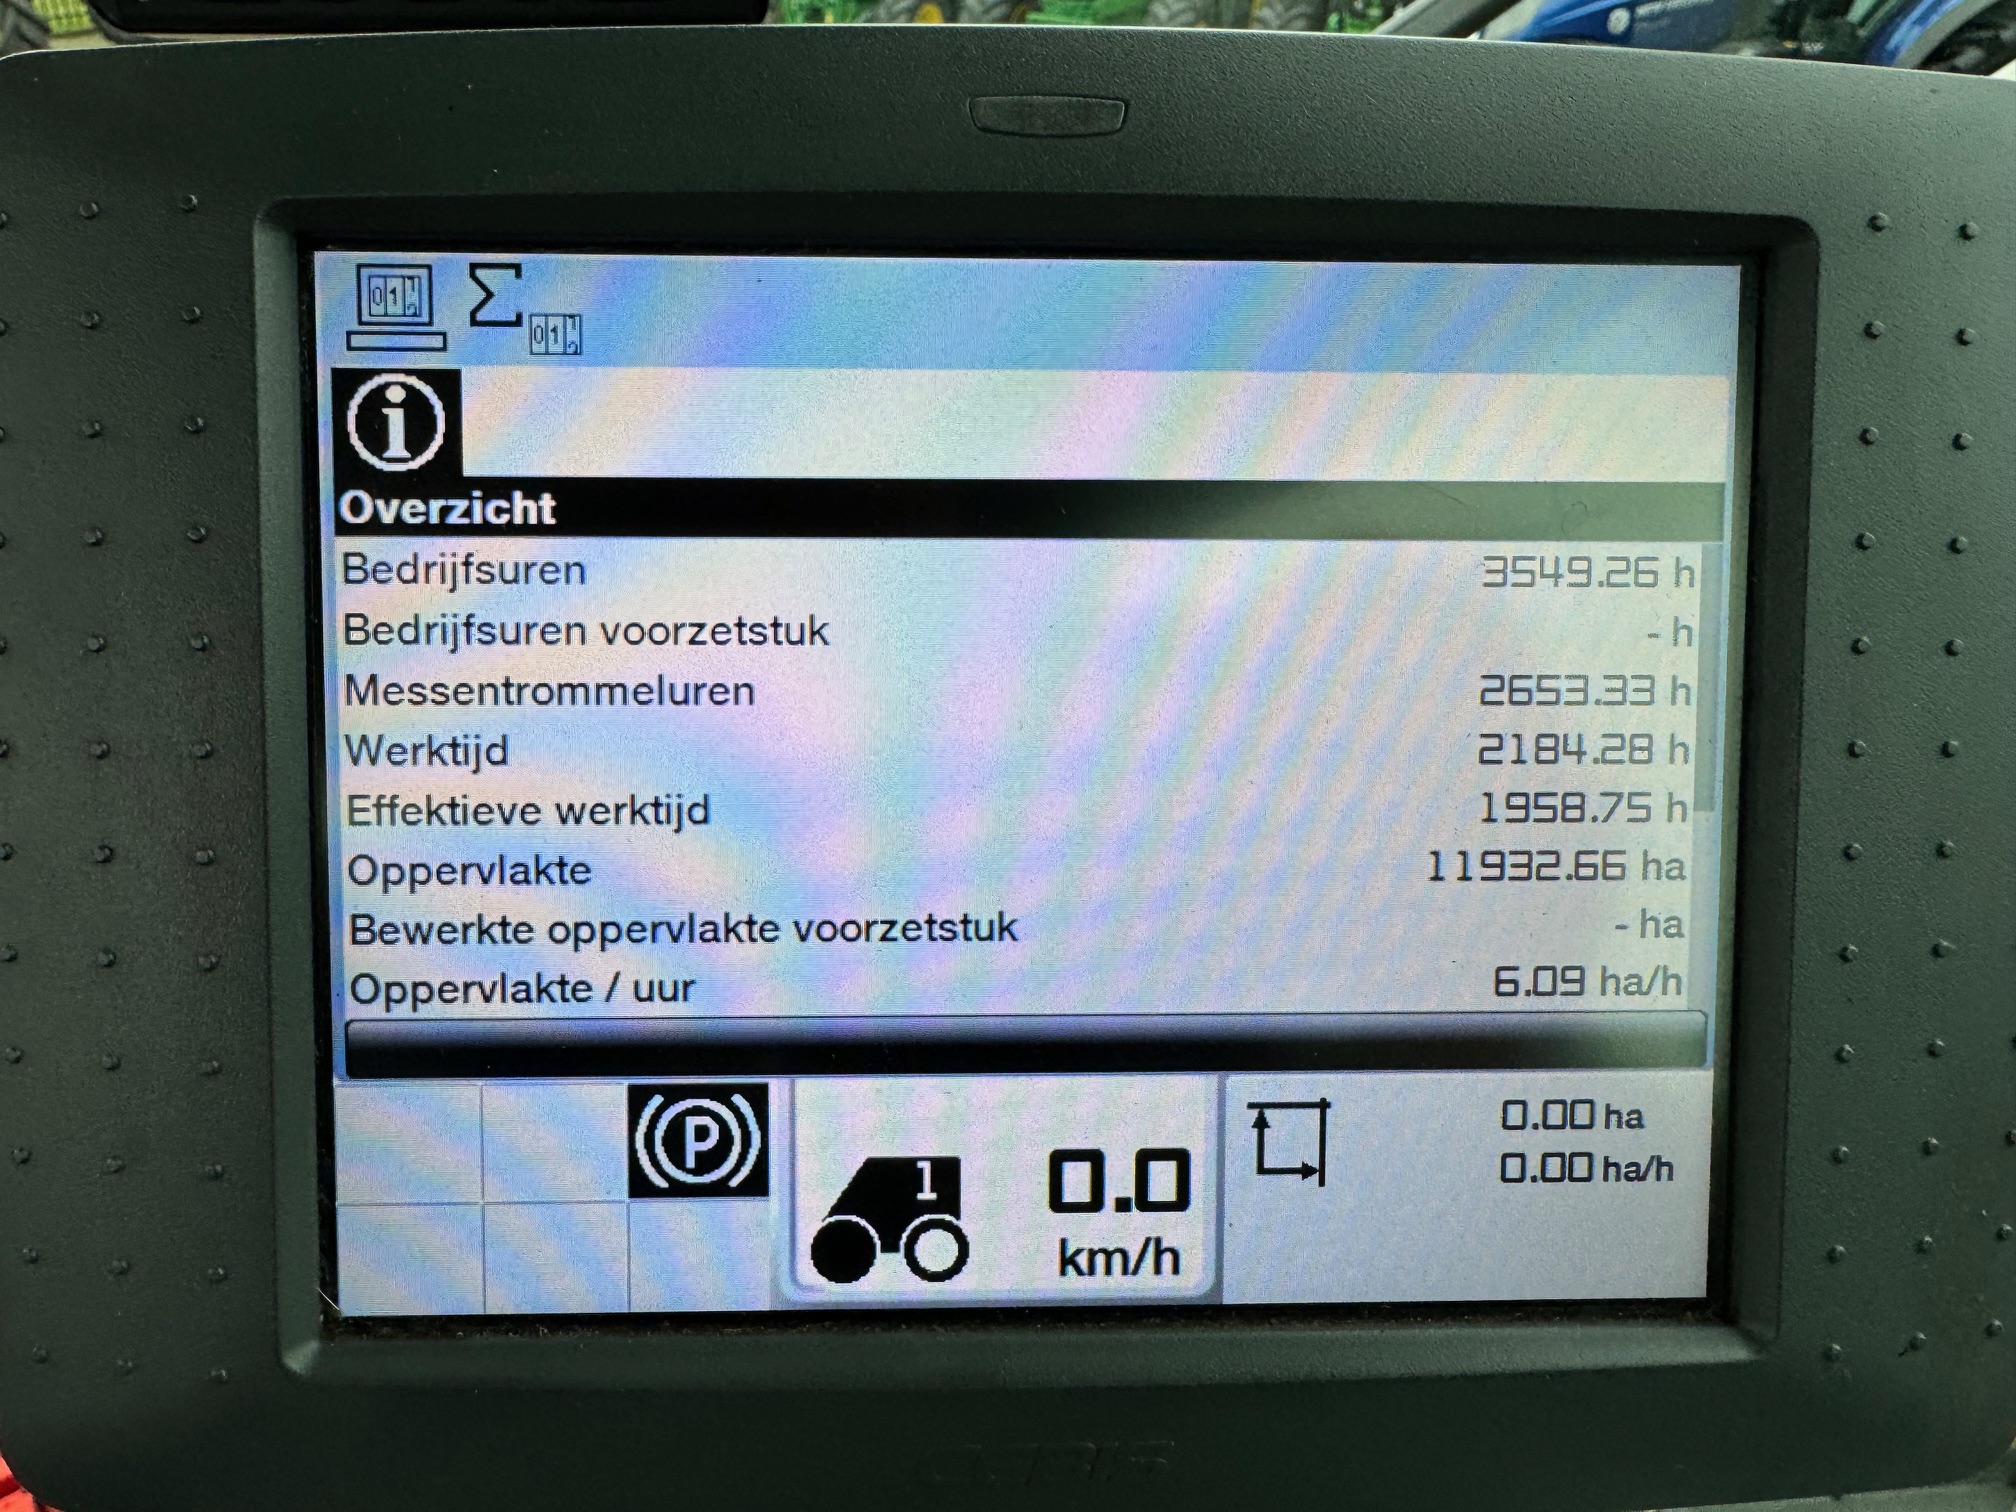 Overzicht
Bedrijfsuren 3549.26 h
Bedrijfsuren voorzetstuk - h
Messentrommeluren 2653.33 h
Werktijd 2184.28 h
Effektieve werktijd 1958.75 h
Oppervlakte 11932.66 ha
Bewerkte oppervlakte voorzetstuk - ha
Oppervlakte / uur 6.09 ha/h
P
1
0.0
km/h
0.00 ha
0.00 ha/h